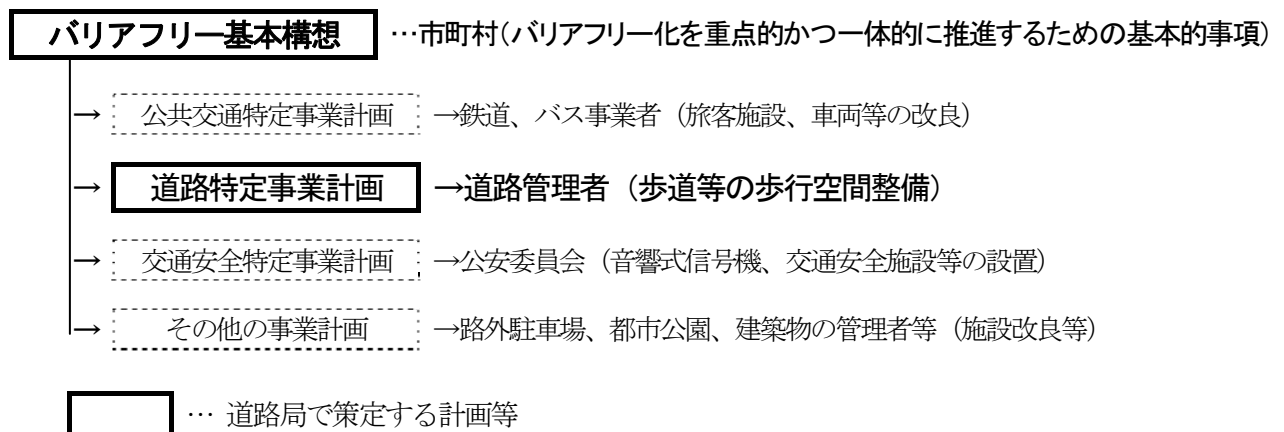 バリアフリー基本構想 …市町村(バリアフリー化を重点的かつ一体的に推進するための基本的事項)
→ 公共交通特定事業計画 →鉄道、バス事業者(旅客施設、車両等の改良)
→ 道路特定事業計画 →道路管理者(歩道等の歩行空間整備)
→ 交通安全特定事業計画 →公安委員会(音響式信号機、交通安全施設等の設置)
→ その他の事業計画 →路外駐車場、都市公園、建築物の管理者等(施設改良等)
… 道路局で策定する計画等